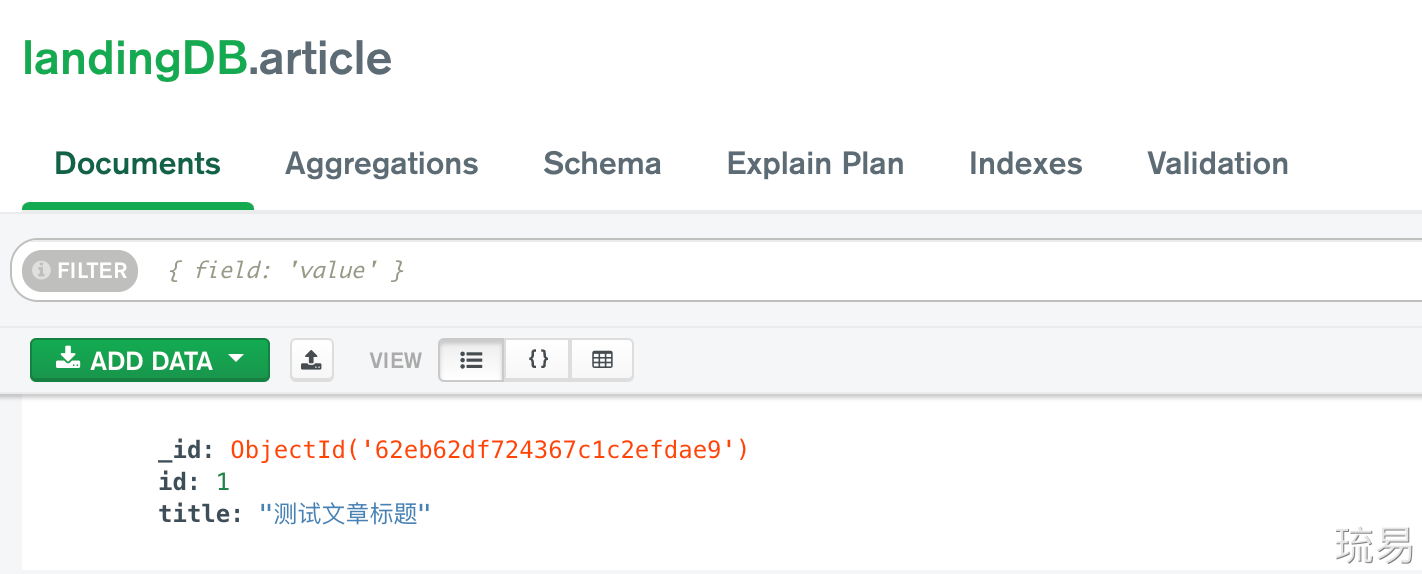 landingDB.article
Documents Aggregations Schema Explain Plan Indexes Validation
FILTER { field: 'value' }
ADD DATA VIEW {}
_id: ObjectId('62eb62df724367c1c2efdae9')
id: 1
title: "测试文章标题"
琉易